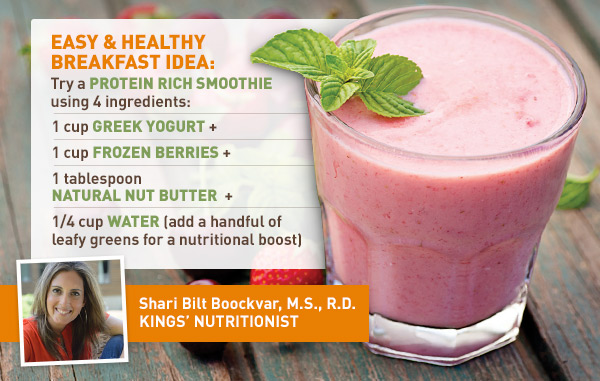 EASY & HEALTHY
BREAKFAST IDEA:
Try a PROTEIN RICH SMOOTHIE
using 4 ingredients:
1 cup GREEK YOGURT +
1 cup FROZEN BERRIES +
1 tablespoon
NATURAL NUT BUTTER +
1/4 cup WATER (add a handful of
leafy greens for a nutritional boost)
Shari Bilt Boockvar, M.S., R.D.
KINGS’ NUTRITIONIST